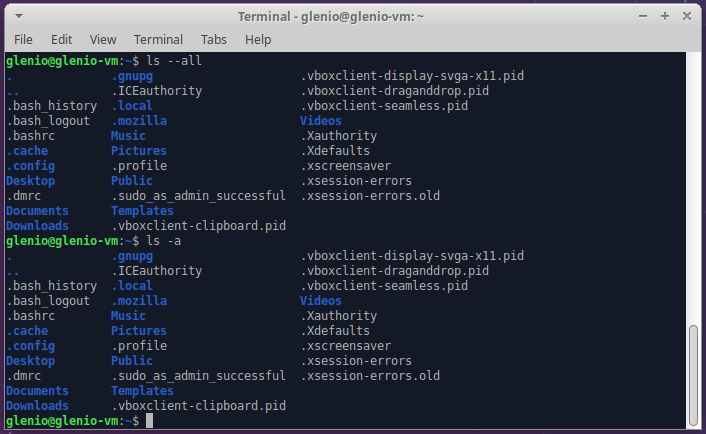 Terminal - glenio@glenio-vm: ~
File Edit View Terminal Tabs Help
glenio@glenio-vm:~$ ls --all
. .gnupg .vboxclient-display-svga-x11.pid
.. .ICEauthority .vboxclient-draganddrop.pid
.bash_history .local .vboxclient-seamless.pid
.bash_logout .mozilla Videos
.bashrc Music .Xauthority
.cache Pictures .Xdefaults
.config .profile .xscreensaver
Desktop Public .xsession-errors
.dmrc .sudo_as_admin_successful .xsession-errors.old
Documents Templates
Downloads .vboxclient-clipboard.pid
glenio@glenio-vm:~$ ls -a
. .gnupg .vboxclient-display-svga-x11.pid
.. .ICEauthority .vboxclient-draganddrop.pid
.bash_history .local .vboxclient-seamless.pid
.bash_logout .mozilla Videos
.bashrc Music .Xauthority
.cache Pictures .Xdefaults
.config .profile .xscreensaver
Desktop Public .xsession-errors
.dmrc .sudo_as_admin_successful .xsession-errors.old
Documents Templates
Downloads .vboxclient-clipboard.pid
glenio@glenio-vm:~$